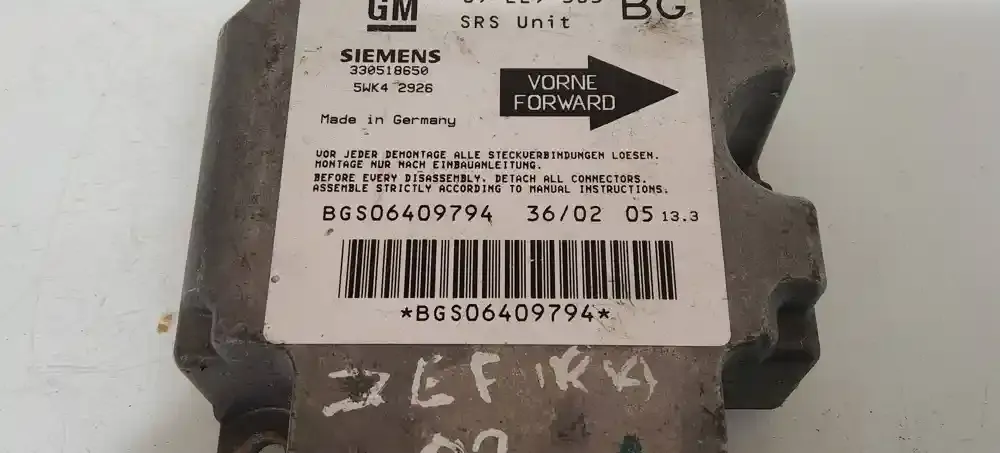 GM
BG
SRS Unit
SIEMENS
330518650
5WK4 2926
VORNE
FORWARD
Made in Germany
VOR JEDER DEMONTAGE ALLE STECKVERBINDUNGEN LOESEN.
MONTAGE NUR NACH EINBAUANLEITUNG.
BEFORE EVERY DISASSEMBLY. DETACH ALL CONNECTORS.
ASSEMBLE STRICTLY ACCORDING TO MANUAL INSTRUCTIONS.
BGS06409794 36/02 05 13.3
*BGS06409794*
ZEFIRA